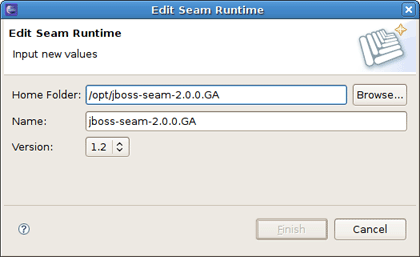 Edit Seam Runtime
Edit Seam Runtime
Input new values
Home Folder: /opt/jboss-seam-2.0.0.GA Browse...
Name: jboss-seam-2.0.0.GA
Version: 1.2
? Finish Cancel